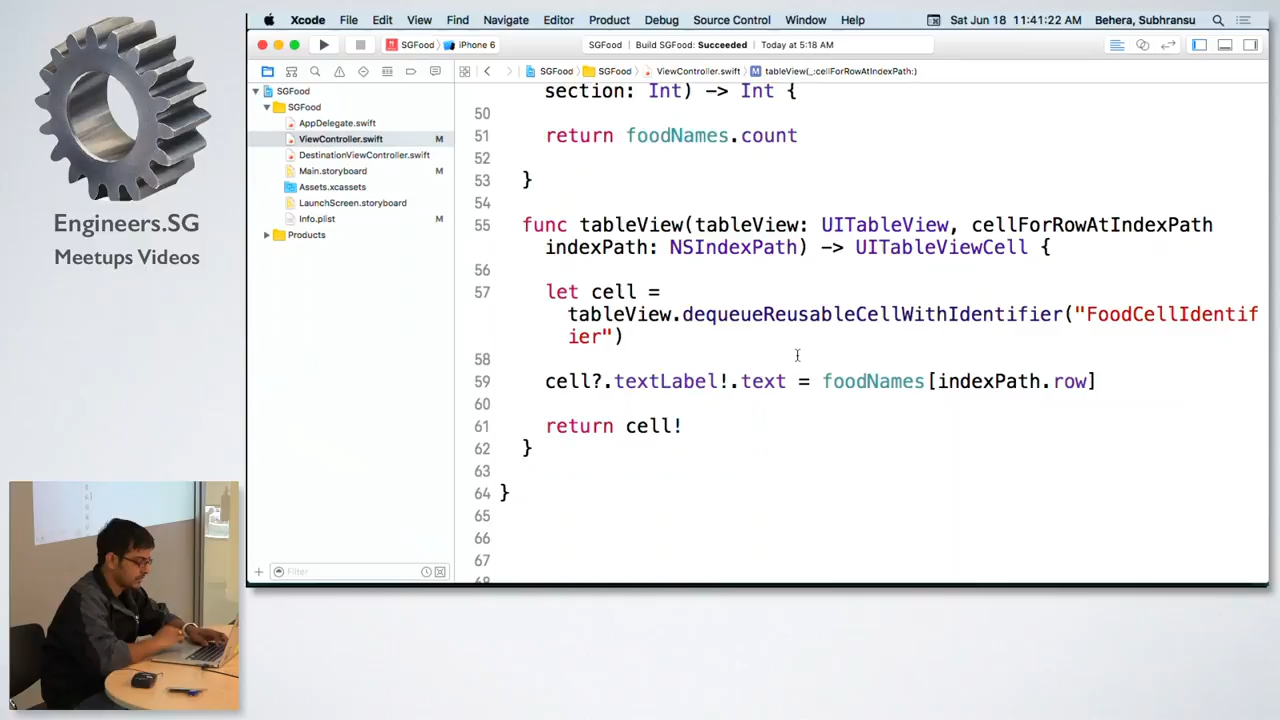 Xcode File Edit View Find Navigate Editor Product Debug Source Control Window Help Sat Jun 18 11:41:22 AM Behera, Subhransu
SGFood iPhone 6 SGFood Build SGFood: Succeeded Today at 5:18 AM
SGFood SGFood ViewController.swift M tableView(_:cellForRowAtIndexPath:)
SGFood
SGFood
AppDelegate.swift
ViewController.swift M
DestinationViewController.swift
Main.storyboard M
Assets.xcassets
LaunchScreen.storyboard
Info.plist M
Products
Filter
section: Int) -> Int {
50
51 return foodNames.count
52
53 }
54
55 func tableView(tableView: UITableView, cellForRowAtIndexPath
indexPath: NSIndexPath) -> UITableViewCell {
56
57 let cell =
tableView.dequeueReusableCellWithIdentifier("FoodCellIdentif
ier")
58
59 cell?.textLabel!.text = foodNames[indexPath.row]
60
61 return cell!
62 }
63
64 }
65
66
67
68
Engineers.SG
Meetups Videos